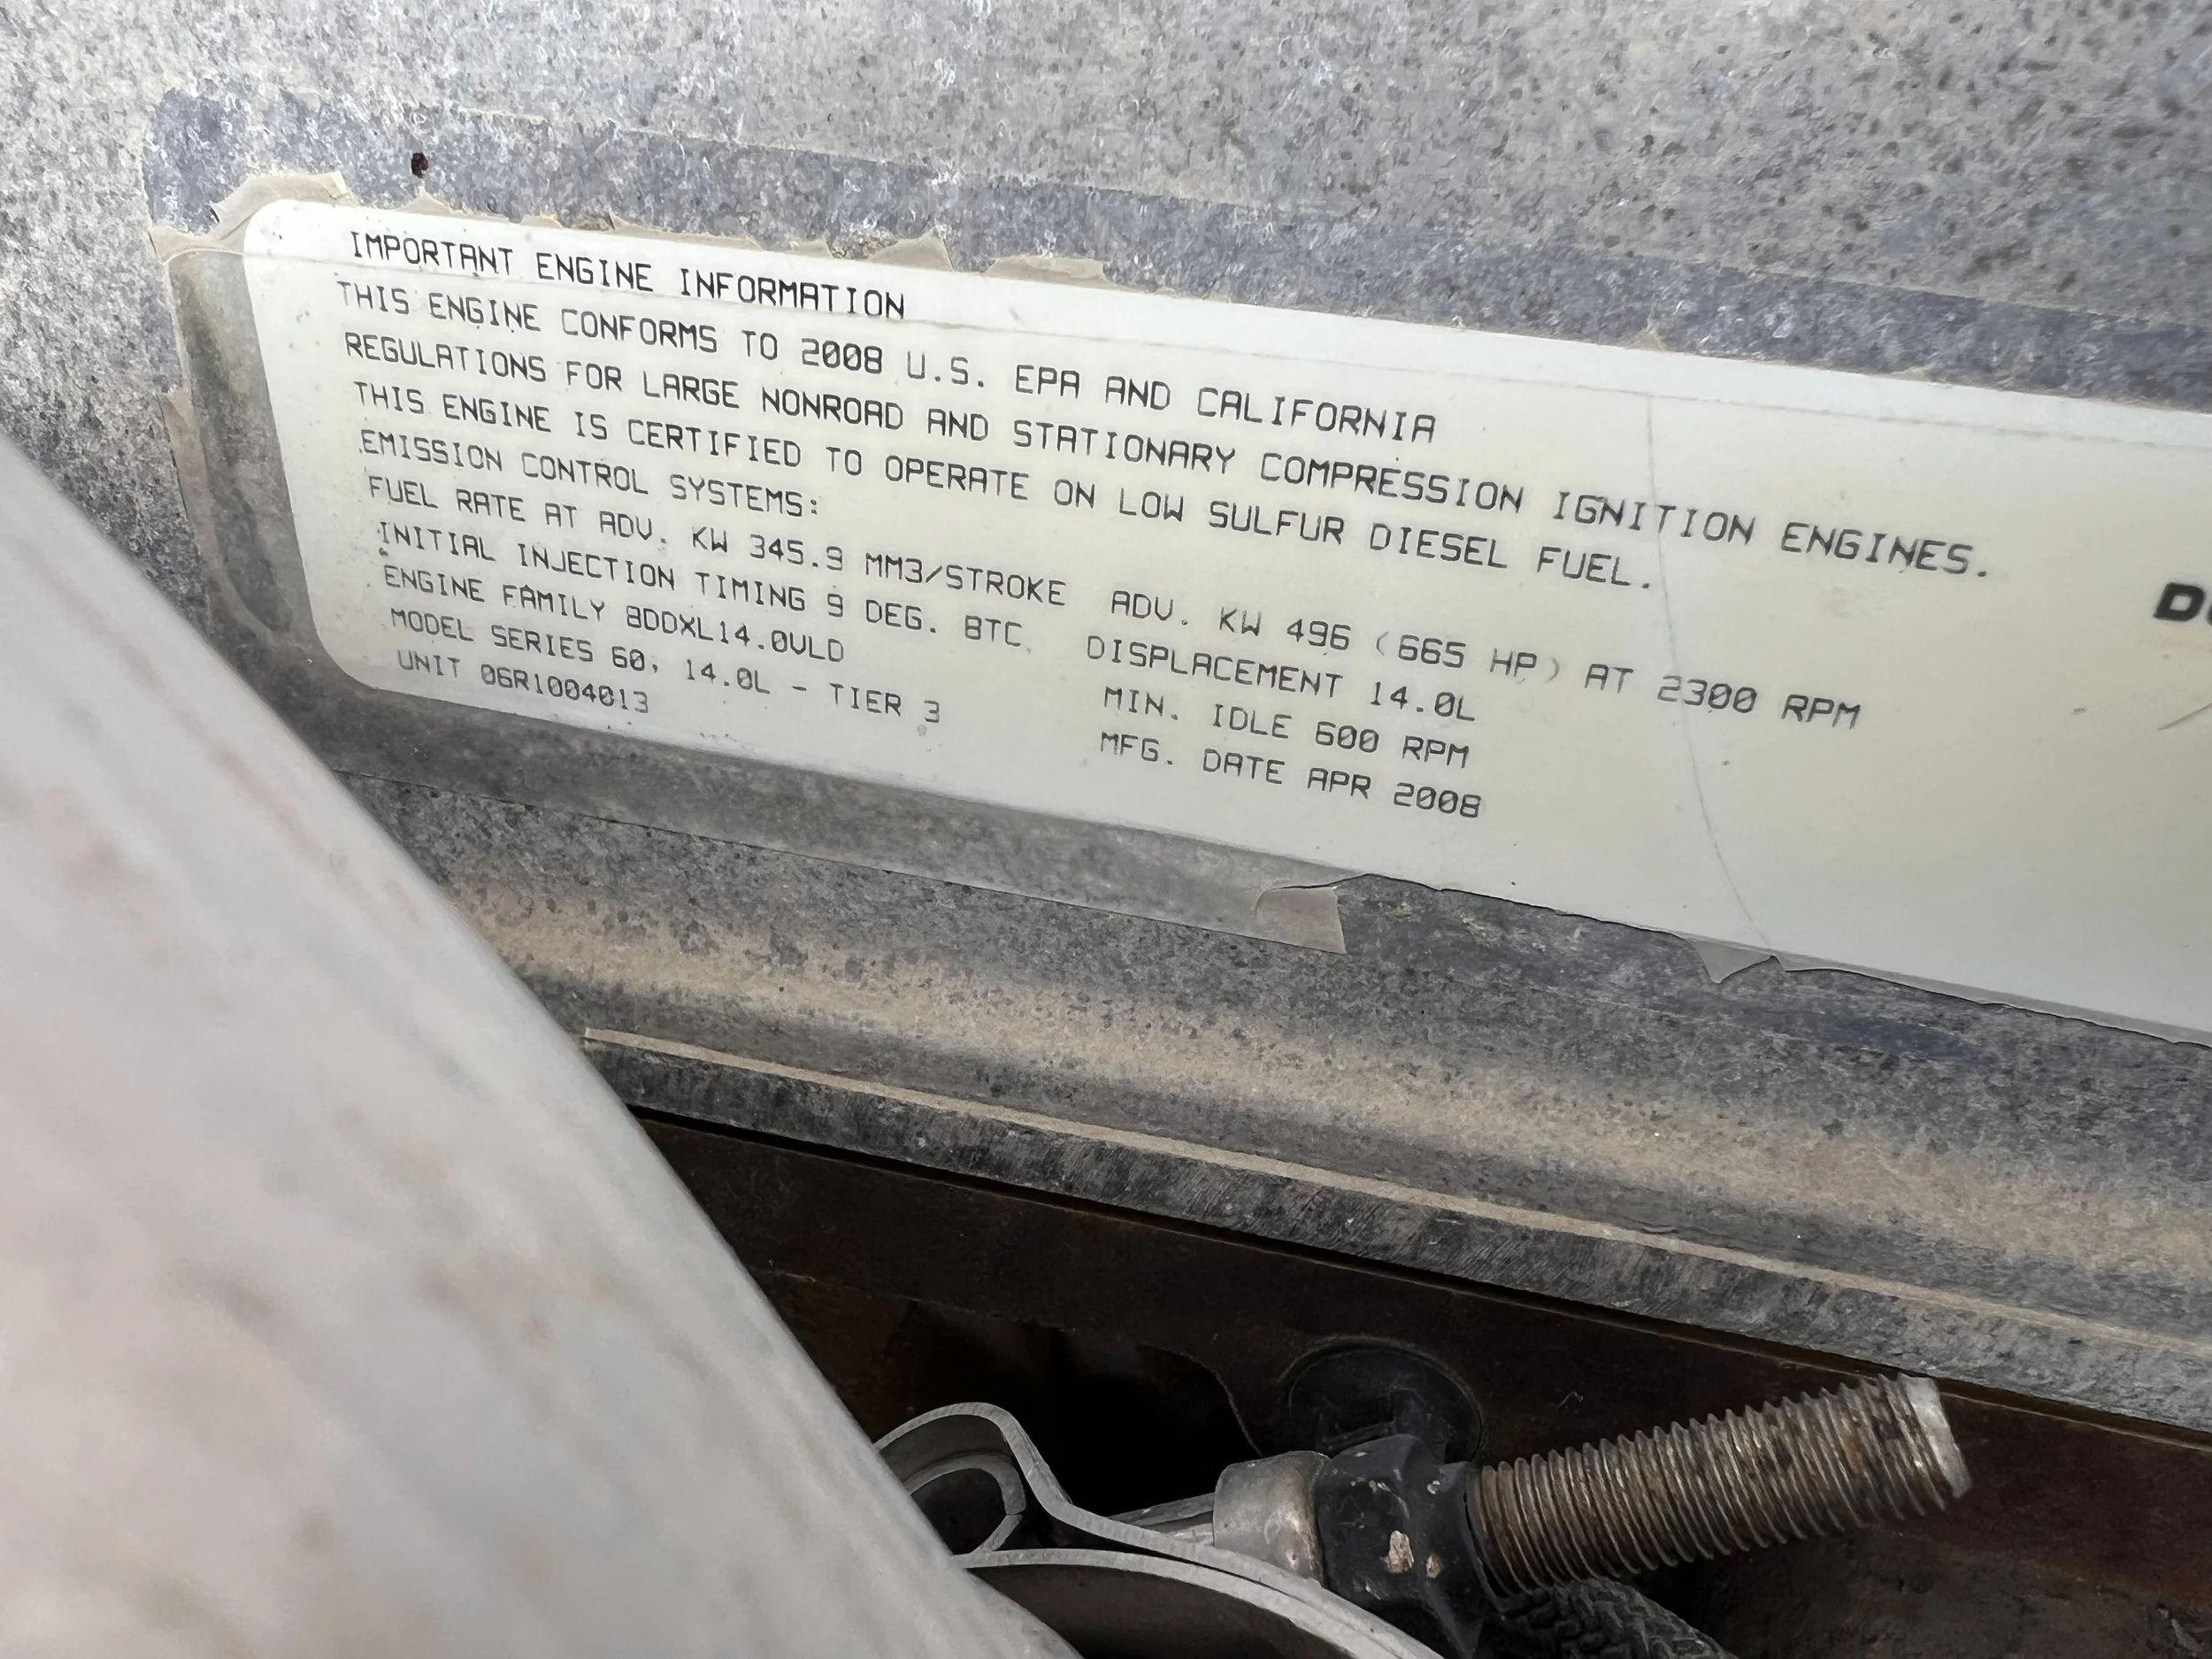 IMPORTANT ENGINE INFORMATION
THIS ENGINE CONFORMS TO 2008 U.S. EPA AND CALIFORNIA
REGULATIONS FOR LARGE NONROAD AND STATIONARY COMPRESSION IGNITION ENGINES.
THIS ENGINE IS CERTIFIED TO OPERATE ON LOW SULFUR DIESEL FUEL.
EMISSION CONTROL SYSTEMS:
FUEL RATE AT ADV. KW 345.9 MM3/STROKE ADV. KW 496 (665 HP) AT 2300 RPM
INITIAL INJECTION TIMING 9 DEG. BTC. DISPLACEMENT 14.0L
ENGINE FAMILY 8DDXL14.0VLD MIN. IDLE 600 RPM
MODEL SERIES 60, 14.0L - TIER 3 MFG. DATE APR 2008
UNIT 06R1004013